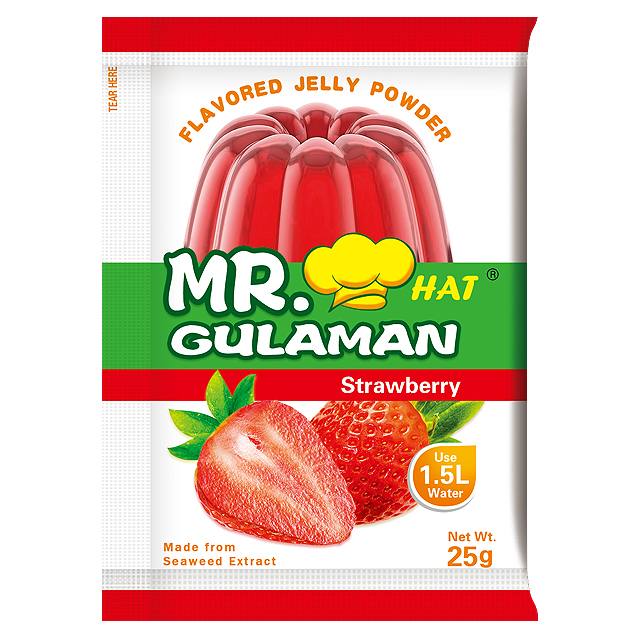 TEAR HERE
FLAVORED JELLY POWDER
MR. HAT ®
GULAMAN
Strawberry
Use
1.5L
Water
Made from
Seaweed Extract
Net Wt.
25g